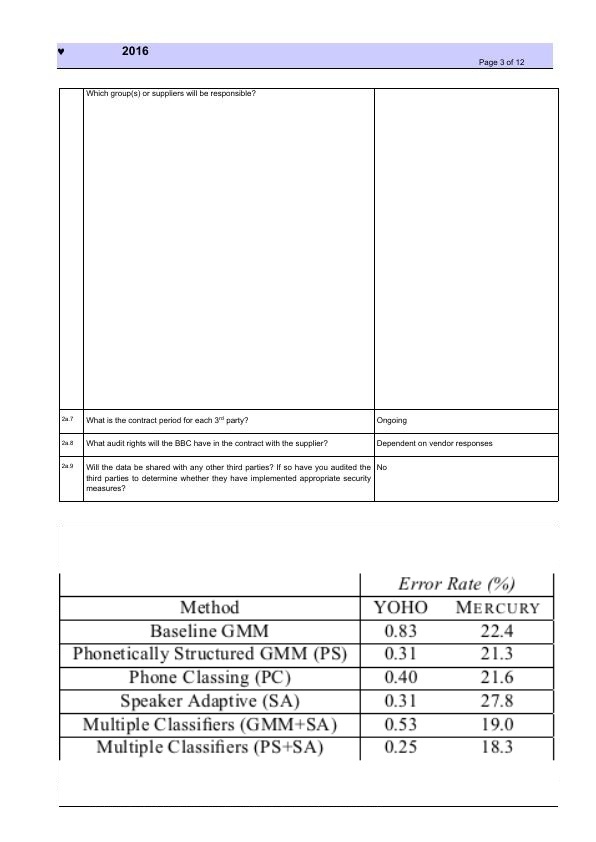 ♥ 2016
Page 3 of 12
Which group(s) or suppliers will be responsible?
2a.7 What is the contract period for each 3rd party? Ongoing
2a.8 What audit rights will the BBC have in the contract with the supplier? Dependent on vendor responses
2a.9 Will the data be shared with any other third parties? If so have you audited the No
third parties to determine whether they have implemented appropriate security
measures?
Error Rate (%)
Method YOHO MERCURY
Baseline GMM 0.83 22.4
Phonetically Structured GMM (PS) 0.31 21.3
Phone Classing (PC) 0.40 21.6
Speaker Adaptive (SA) 0.31 27.8
Multiple Classifiers (GMM+SA) 0.53 19.0
Multiple Classifiers (PS+SA) 0.25 18.3